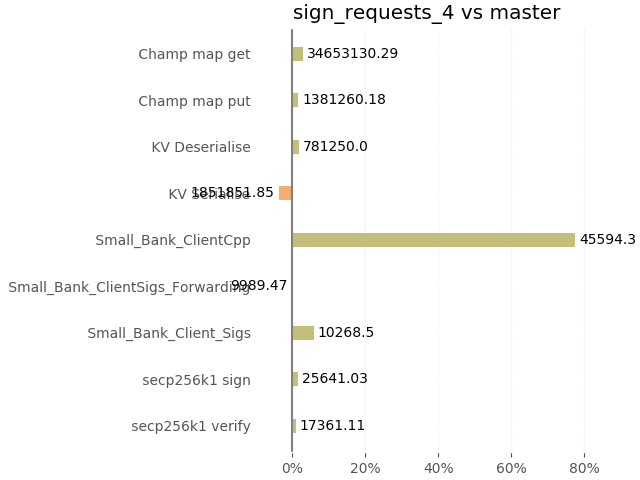 sign_requests_4 vs master
Champ map get 34653130.29
Champ map put 1381260.18
KV Deserialise 781250.0
KV Serialise 1851851.85
Small_Bank_ClientCpp 45594.3
Small_Bank_ClientSigs_Forwarding 9989.47
Small_Bank_Client_Sigs 10268.5
secp256k1 sign 25641.03
secp256k1 verify 17361.11
0% 20% 40% 60% 80%